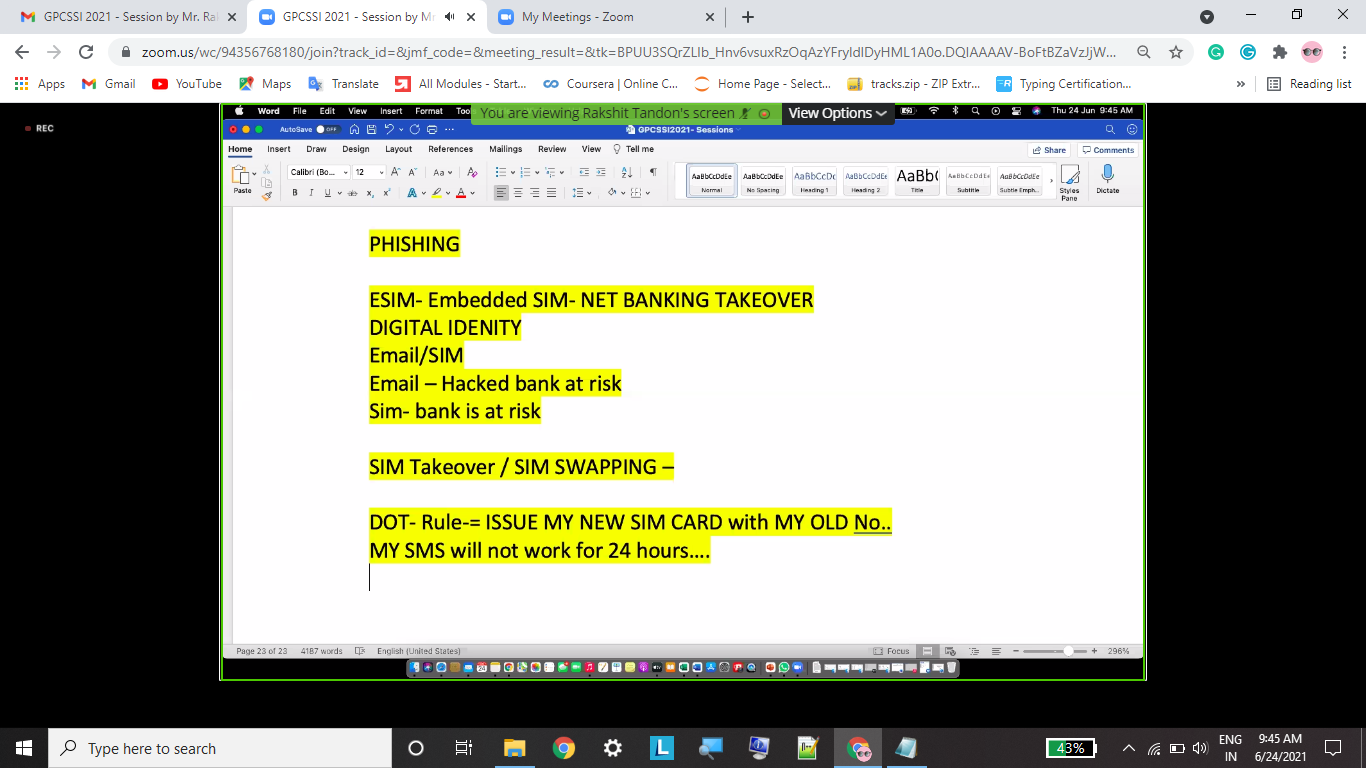 GPCSSI 2021 - Session by Mr. Ra
GPCSSI 2021 - Session by Mr
My Meetings - Zoom
zoom.us/wc/94356768180/join?track_id=&jmf_code=&meeting_result=&tk=
Apps
Gmail
YouTube
Maps
Translate
All Modules - Start...
Coursera | Online C...
Home Page - Select...
tracks.zip - ZIP Extr...
Typing Certification...
»
Reading list
REC
Word File Edit View Insert Format Too
You are viewing Rakshit Tandon's screen
View Options
Thu 24 Jun 9:45 AM
AutoSave OFF
GPCSSI2021- Sessions
Home Insert Draw Design Layout References Mailings Review View Tell me
Share
Comments
Paste
Calibri (Bo...
12
AaBbCcDdEe
Normal
AaBbCcDdEe
No Spacing
AaBbCcDc
Heading 1
AaBbCcDdEe
Heading 2
AaBbC
Title
AaBbCcDdEe
Subtitle
AaBbCcDdEe
Subtle Emph...
Styles
Pane
Dictate
PHISHING
ESIM- Embedded SIM- NET BANKING TAKEOVER
DIGITAL IDENITY
Email/SIM
Email – Hacked bank at risk
Sim- bank is at risk
SIM Takeover / SIM SWAPPING –
DOT- Rule-= ISSUE MY NEW SIM CARD with MY OLD No..
MY SMS will not work for 24 hours….
Page 23 of 23 4187 words English (United States)
Focus
296%
Type here to search
43%
ENG
IN
9:45 AM
6/24/2021